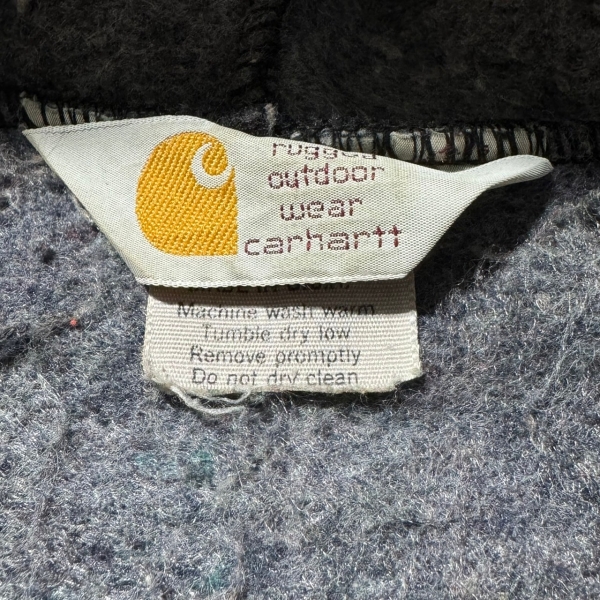 rugged
outdoor
wear
carhartt
Machine wash warm
Tumble dry low
Remove promptly
Do not dry clean